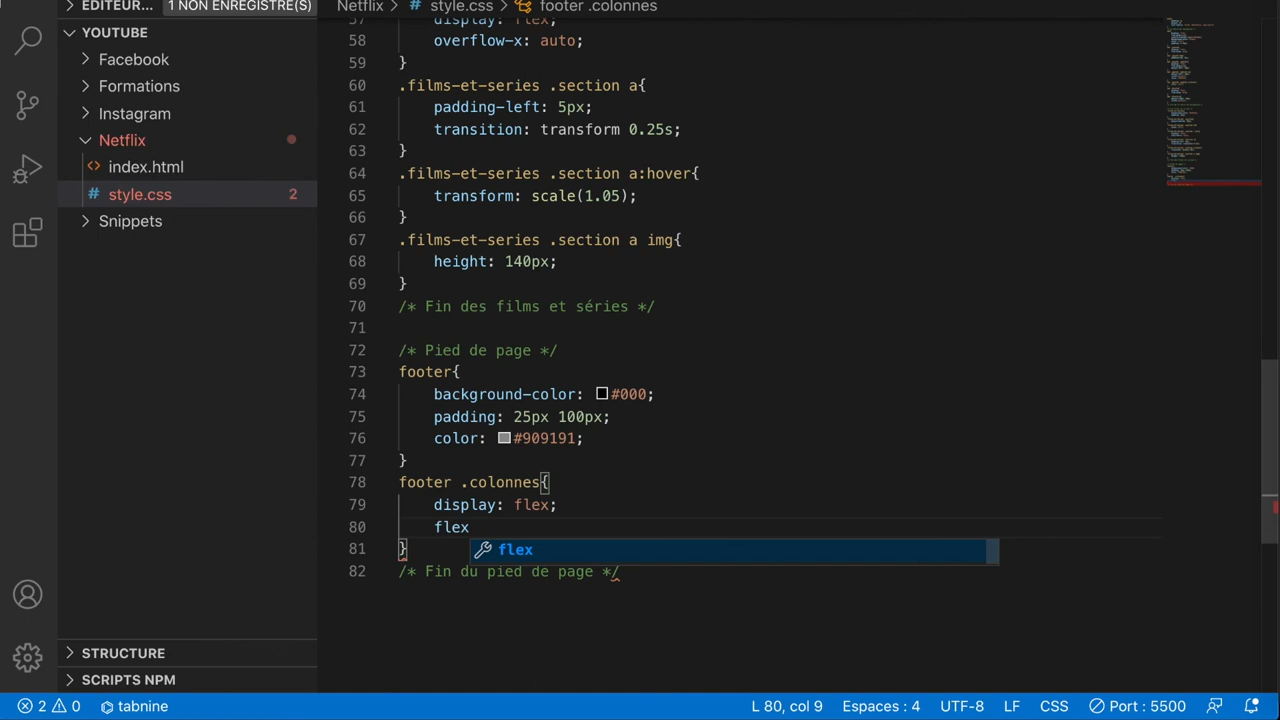 ÉDITEUR... 1 NON ENREGISTRÉ(S)
Netflix > # style.css > footer .colonnes
YOUTUBE
Facebook
Formations
Instagram
Netflix
<> index.html
# style.css 2
Snippets
57 display: flex;
58 overflow-x: auto;
59 }
60 .films-et-series .section a{
61 padding-left: 5px;
62 transition: transform 0.25s;
63 }
64 .films-et-series .section a:hover{
65 transform: scale(1.05);
66 }
67 .films-et-series .section a img{
68 height: 140px;
69 }
70 /* Fin des films et séries */
71
72 /* Pied de page */
73 footer{
74 background-color: #000;
75 padding: 25px 100px;
76 color: #909191;
77 }
78 footer .colonnes{
79 display: flex;
80 flex
81 }
flex
82 /* Fin du pied de page */
STRUCTURE
SCRIPTS NPM
2 0 tabnine L 80, col 9 Espaces : 4 UTF-8 LF CSS Port : 5500